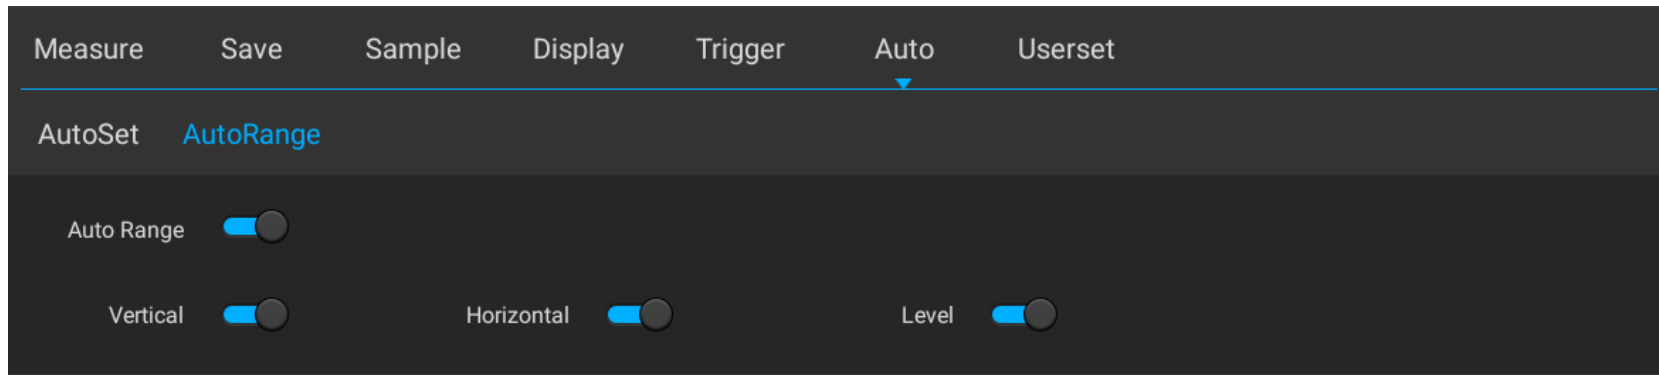 Measure Save Sample Display Trigger Auto Userset
AutoSet AutoRange
Auto Range
Vertical Horizontal Level